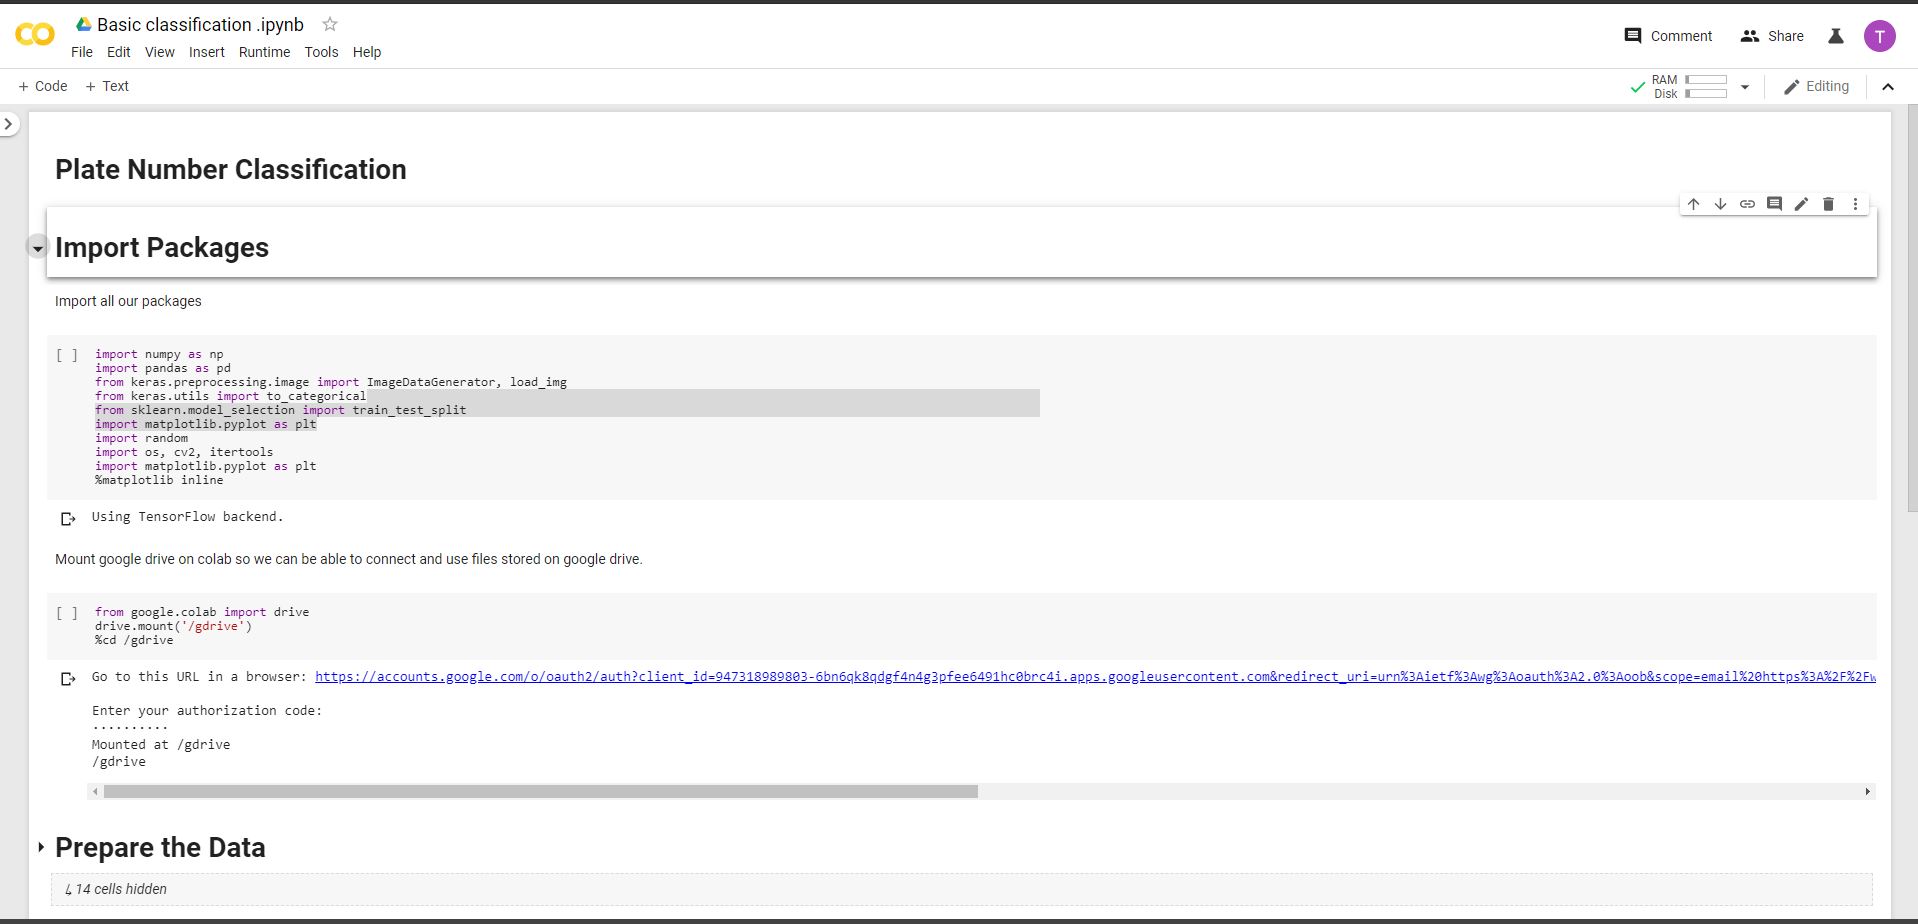 CO
Basic classification .ipynb
File Edit View Insert Runtime Tools Help
Comment Share T
+ Code + Text
RAM
Disk
Editing
Plate Number Classification
Import Packages
Import all our packages
[ ] import numpy as np
import pandas as pd
from keras.preprocessing.image import ImageDataGenerator, load_img
from keras.utils import to_categorical
from sklearn.model_selection import train_test_split
import matplotlib.pyplot as plt
import random
import os, cv2, itertools
import matplotlib.pyplot as plt
%matplotlib inline
Using TensorFlow backend.
Mount google drive on colab so we can be able to connect and use files stored on google drive.
[ ] from google.colab import drive
drive.mount('/gdrive')
%cd /gdrive
Go to this URL in a browser: https://accounts.google.com/o/oauth2/auth?client_id=947318989803-6bn6qk8qdgf4n4g3pfee6491hc0brc4i.apps.googleusercontent.com&redirect_uri=urn%3Aietf%3Awg%3Aoauth%3A2.0%3Aoob&scope=email%20https%3A%2F%2Fw
Enter your authorization code:
··········
Mounted at /gdrive
/gdrive
Prepare the Data
↳ 14 cells hidden